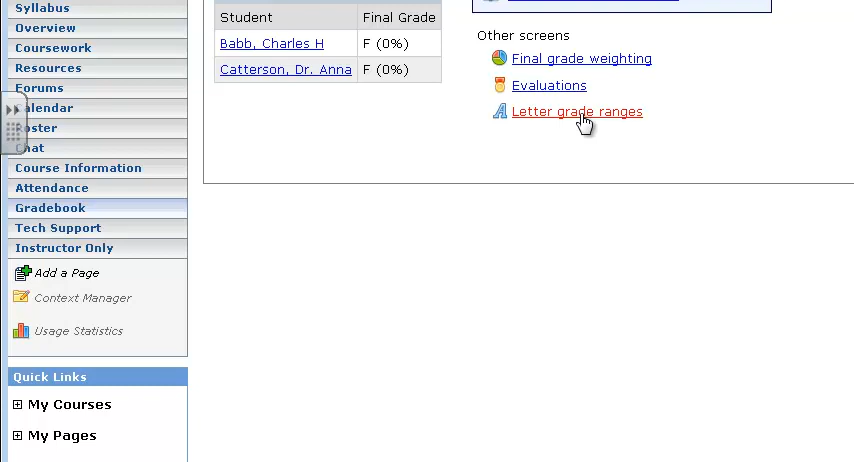 Syllabus
Overview
Coursework
Resources
Forums
alendar
oster
hat
Course Information
Attendance
Gradebook
Tech Support
Instructor Only
Add a Page
Context Manager
Usage Statistics
Quick Links
My Courses
My Pages
Student Final Grade
Babb, Charles H F (0%)
Catterson, Dr. Anna F (0%)
Other screens
Final grade weighting
Evaluations
Letter grade ranges